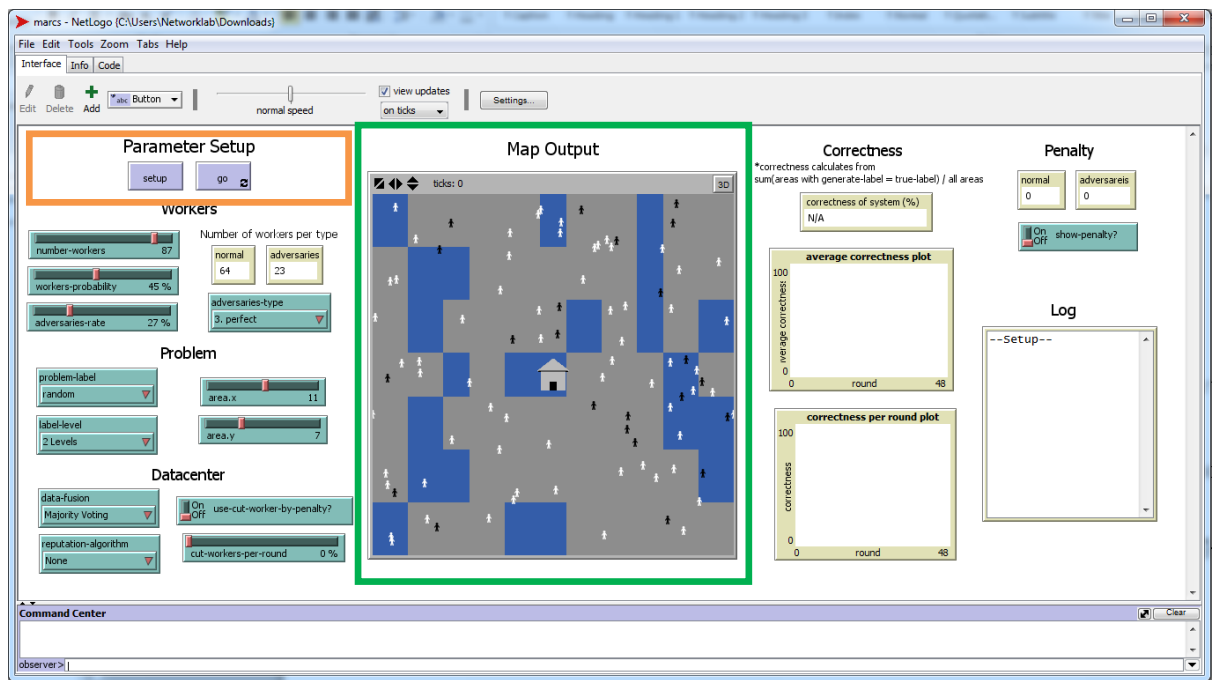 marcs - NetLogo {C:\Users\Networklab\Downloads}
File Edit Tools Zoom Tabs Help
Interface Info Code
Edit Delete Add
abc Button
normal speed
view updates
on ticks
Settings...
Parameter Setup
setup go
Workers
number-workers 87
workers-probability 45 %
adversaries-rate 27 %
Number of workers per type
normal
64
adversaries
23
adversaries-type
3. perfect
Problem
problem-label
random
label-level
2 Levels
area.x 11
area.y 7
Datacenter
data-fusion
Majority Voting
reputation-algorithm
None
On
Off
use-cut-worker-by-penalty?
cut-workers-per-round 0 %
Map Output
ticks: 0
3D
Correctness
*correctness calculates from
sum(areas with generate-label = true-label) / all areas
correctness of system (%)
N/A
average correctness plot
100
average correctness
0
0 round 48
correctness per round plot
100
correctness
0
0 round 48
Penalty
normal
0
adversareis
0
On
Off
show-penalty?
Log
--Setup--
Command Center
Clear
observer>